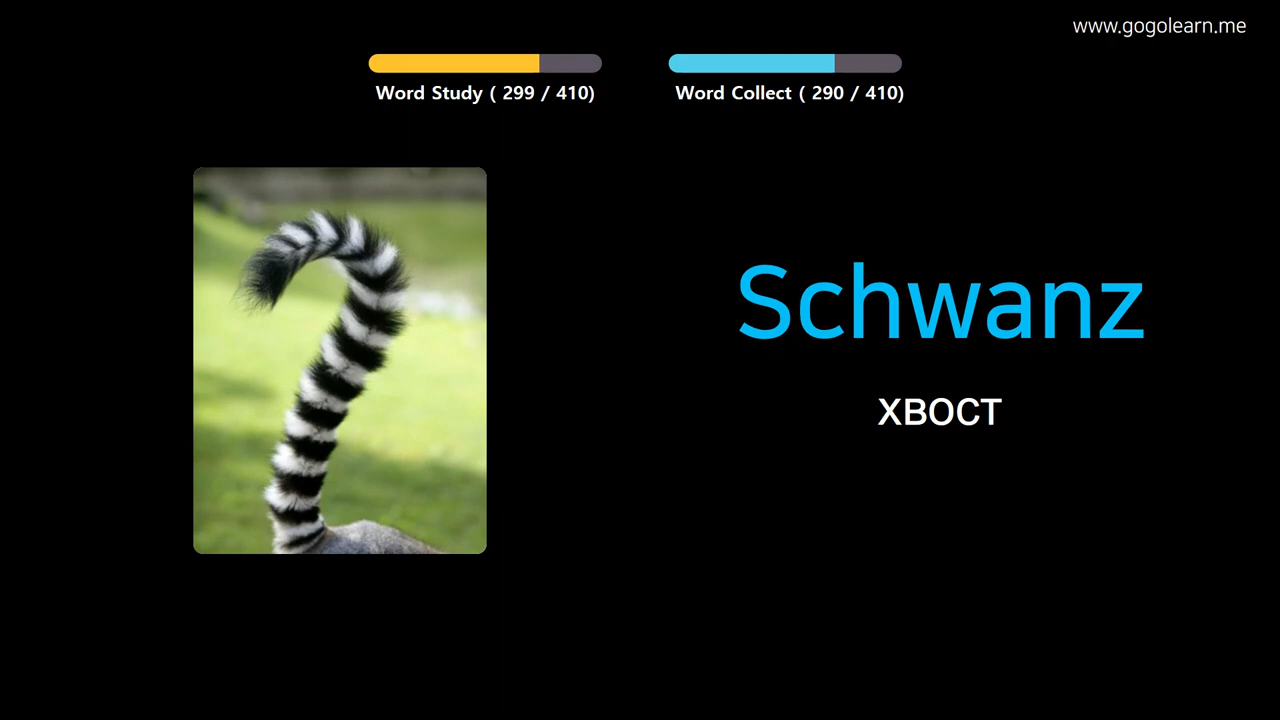 www.gogolearn.me
Word Study ( 299 / 410)
Word Collect ( 290 / 410)
Schwanz
ХВОСТ